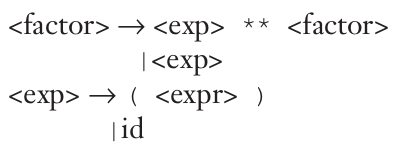 <factor> → <exp> ** <factor>
|<exp>
<exp> → ( <expr> )
|id